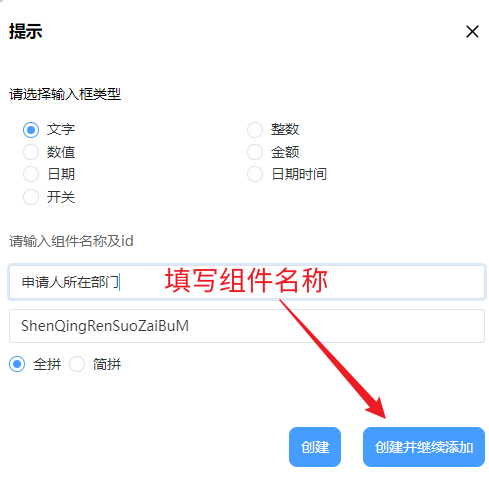 提示
请选择输入框类型
文字 整数
数值 金额
日期 日期时间
开关
请输入组件名称及id
申请人所在部门 填写组件名称
ShenQingRenSuoZaiBuM
全拼 简拼
创建 创建并继续添加